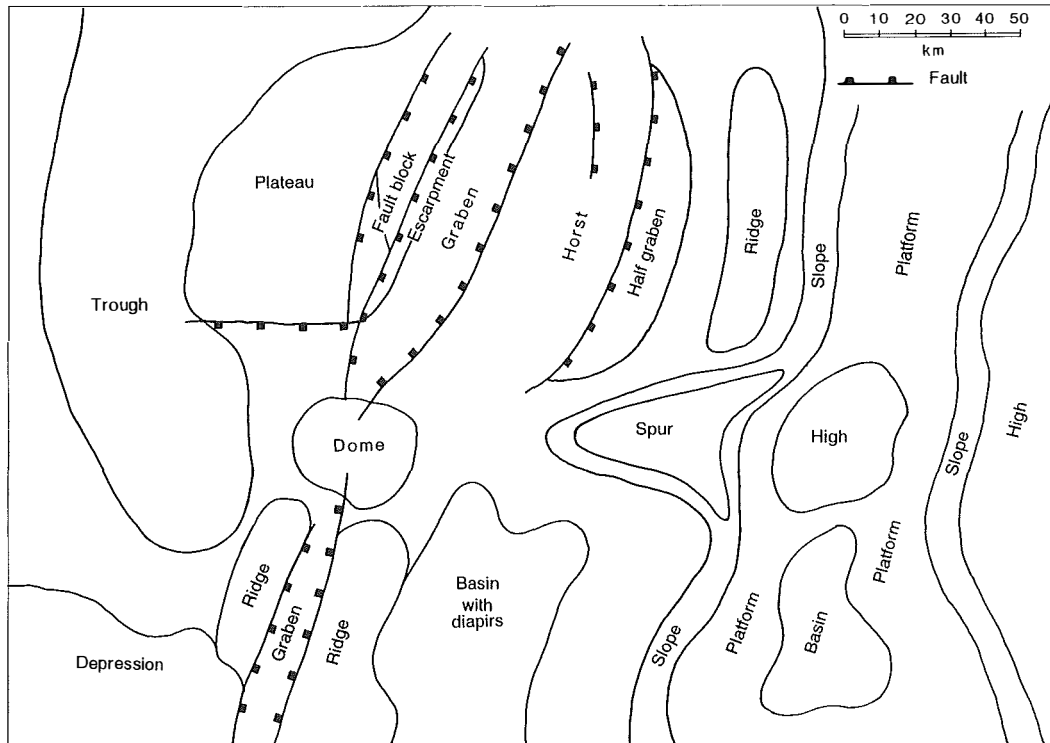 0 10 20 30 40 50
km
Fault
Plateau
Fault block
Escarpment
Graben
Horst
Half graben
Ridge
Slope
Platform
Trough
High
Spur
High
Slope
Dome
Ridge
Graben
Ridge
Basin
with
diapirs
Slope
Platform
Basin
Platform
Depression